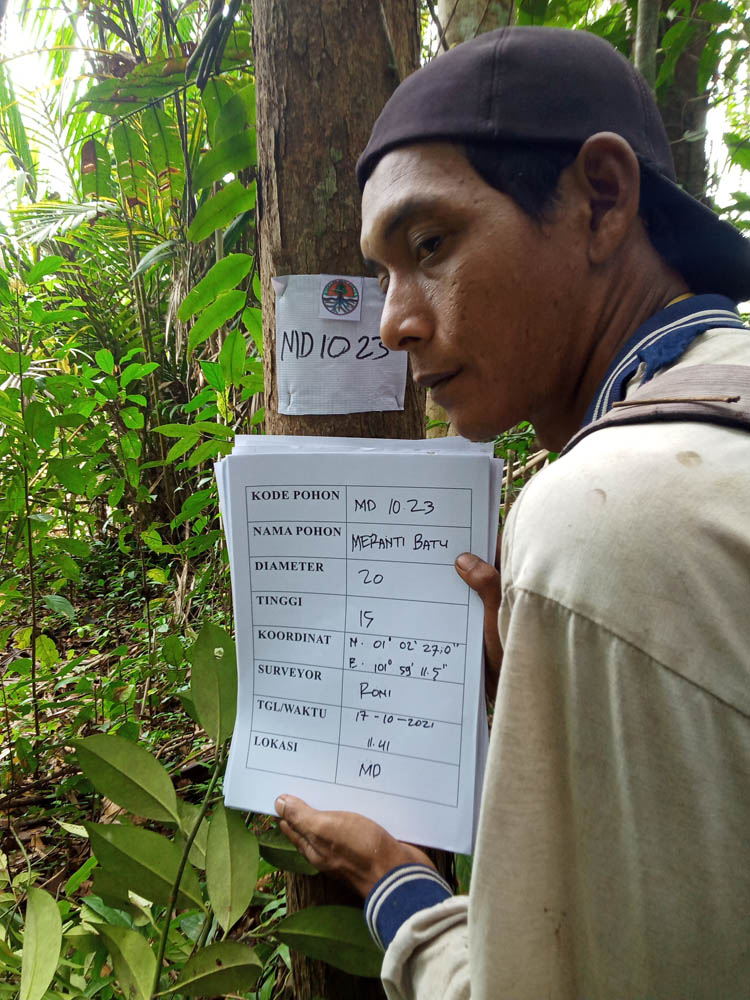 MD 10 23
KODE POHON MD 10.23
NAMA POHON MERANTI BATU
DIAMETER 20
TINGGI 15
KOORDINAT N. 01° 02' 27.0"
E. 101° 59' 11.5"
SURVEYOR RONI
TGL/WAKTU 17-10-2021
11.41
LOKASI MD